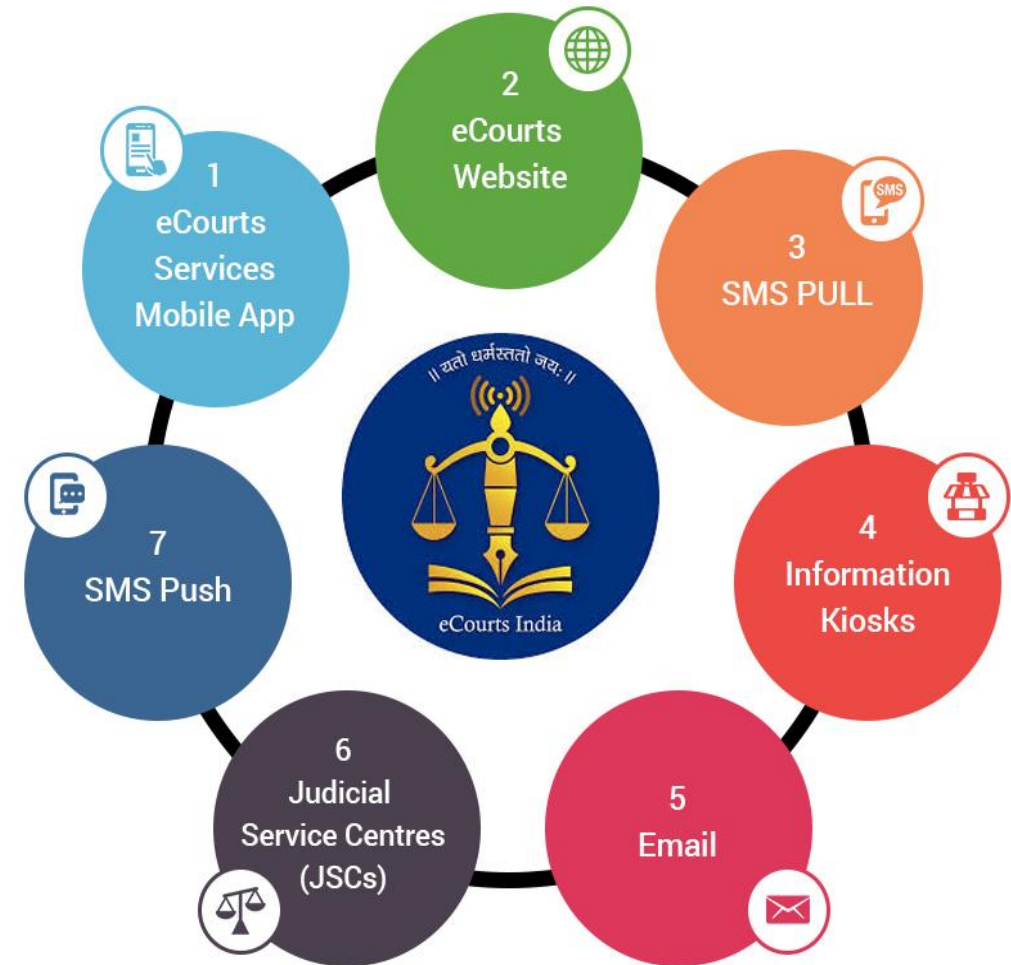 1
eCourts
Services
Mobile App
2
eCourts
Website
SMS
3
SMS PULL
4
Information
Kiosks
5
Email
6
Judicial
Service Centres
(JSCs)
7
SMS Push
॥ यतो धर्मस्ततो जय: ॥
eCourts India